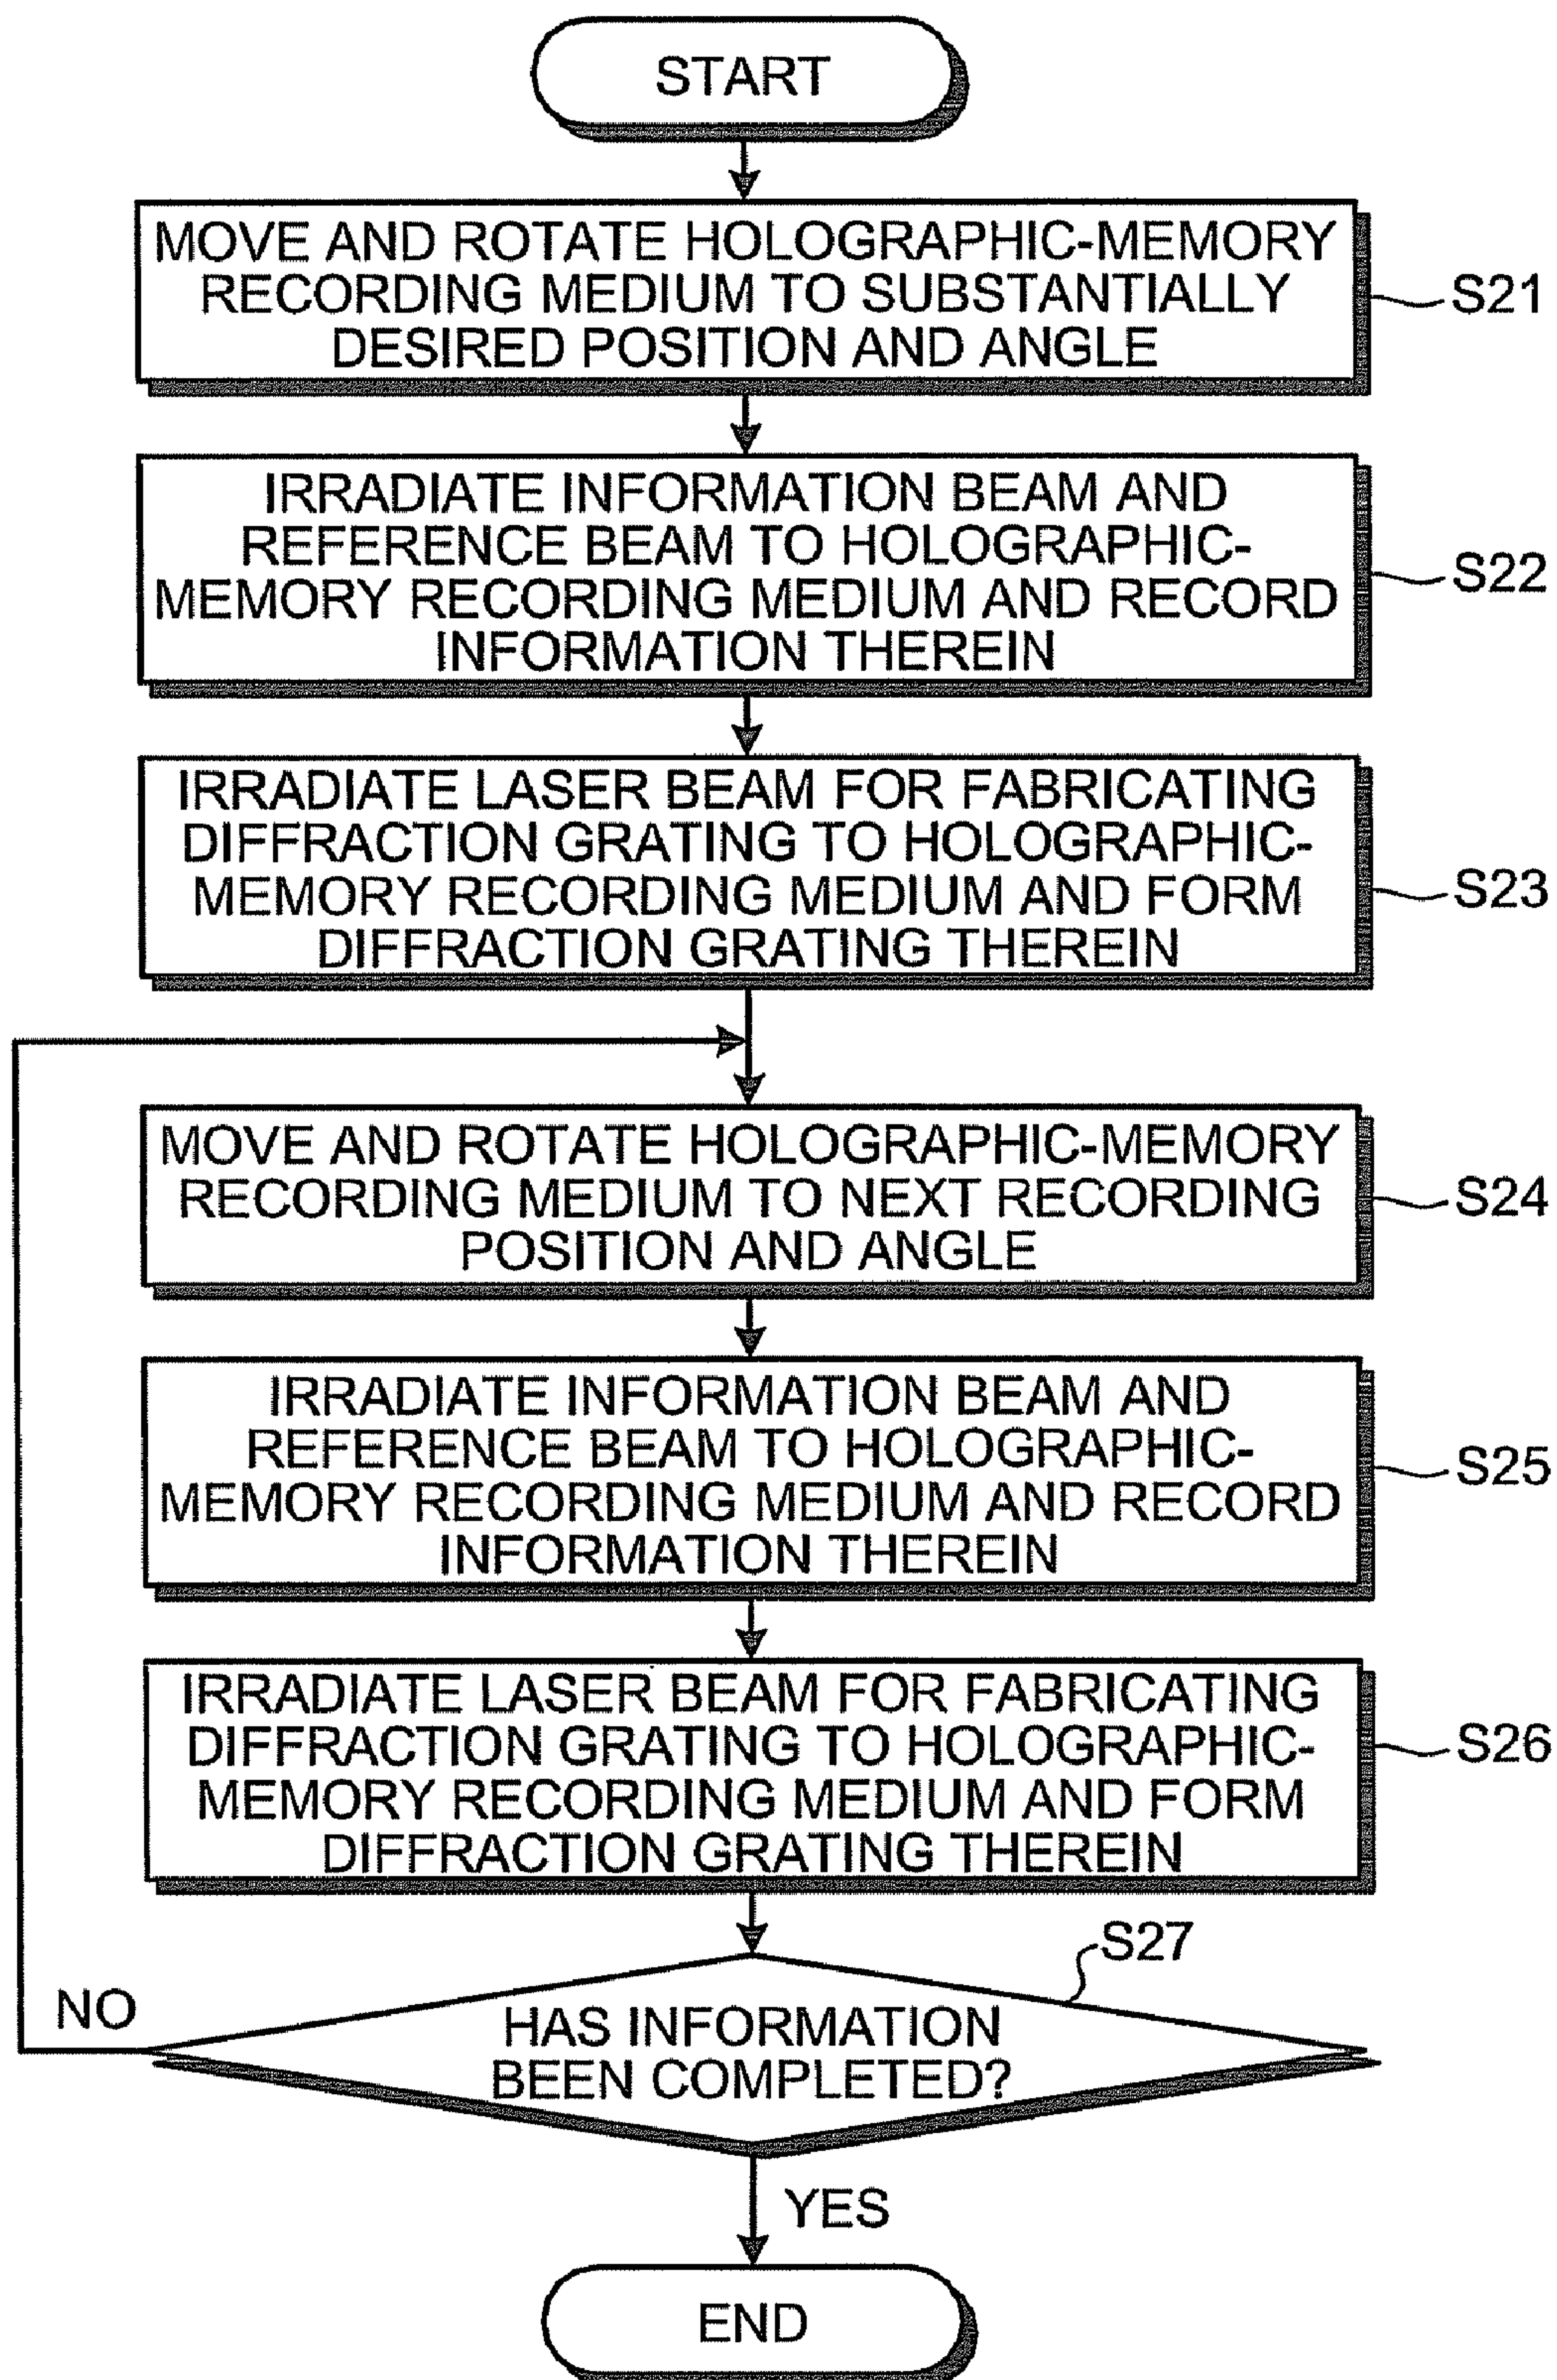 START
MOVE AND ROTATE HOLOGRAPHIC-MEMORY
RECORDING MEDIUM TO SUBSTANTIALLY
DESIRED POSITION AND ANGLE
S21
IRRADIATE INFORMATION BEAM AND
REFERENCE BEAM TO HOLOGRAPHIC-
MEMORY RECORDING MEDIUM AND RECORD
INFORMATION THEREIN
S22
IRRADIATE LASER BEAM FOR FABRICATING
DIFFRACTION GRATING TO HOLOGRAPHIC-
MEMORY RECORDING MEDIUM AND FORM
DIFFRACTION GRATING THEREIN
S23
MOVE AND ROTATE HOLOGRAPHIC-MEMORY
RECORDING MEDIUM TO NEXT RECORDING
POSITION AND ANGLE
S24
IRRADIATE INFORMATION BEAM AND
REFERENCE BEAM TO HOLOGRAPHIC-
MEMORY RECORDING MEDIUM AND RECORD
INFORMATION THEREIN
S25
IRRADIATE LASER BEAM FOR FABRICATING
DIFFRACTION GRATING TO HOLOGRAPHIC-
MEMORY RECORDING MEDIUM AND FORM
DIFFRACTION GRATING THEREIN
S26
S27
NO
HAS INFORMATION
BEEN COMPLETED?
YES
END